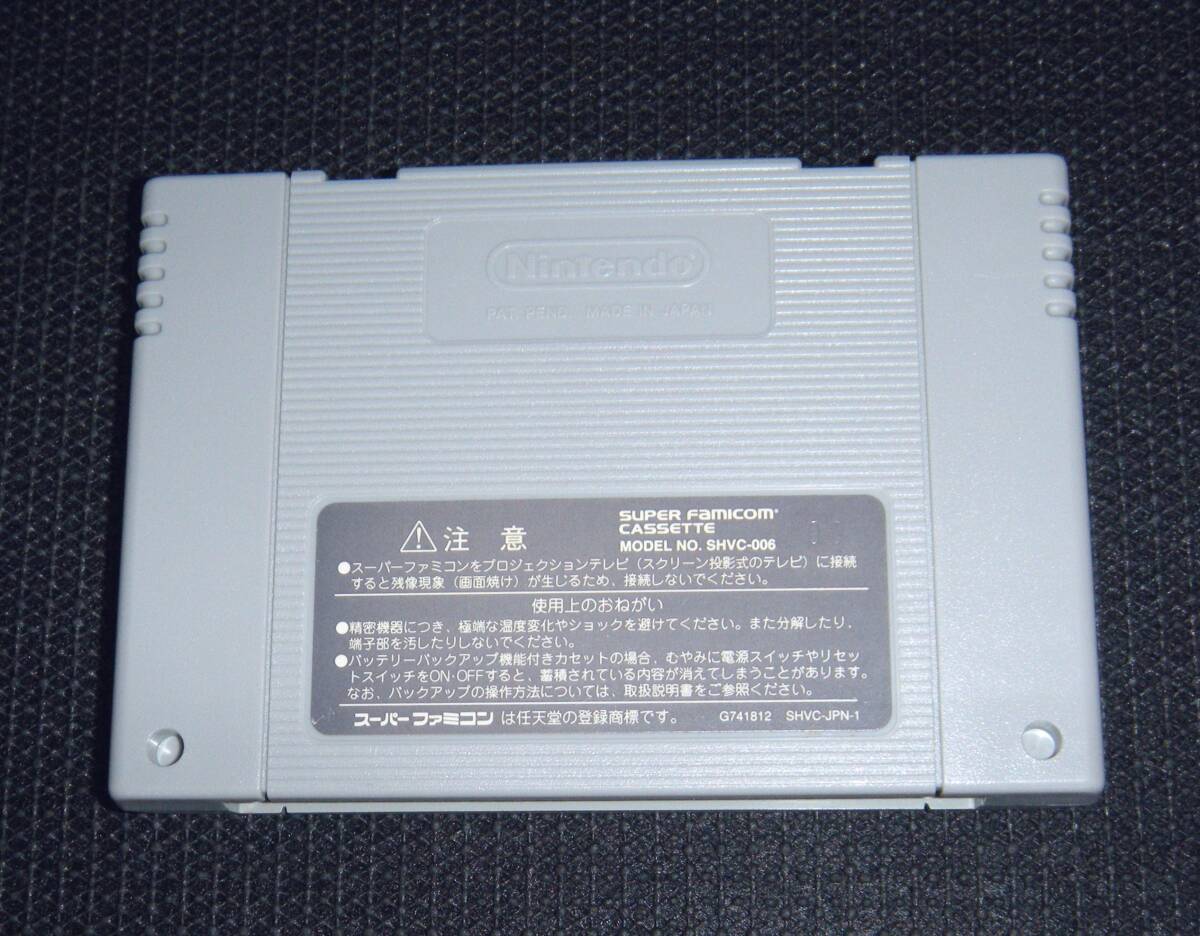 Nintendo®
PAT. PEND. MADE IN JAPAN
注 意
SUPER FAMICOM®
CASSETTE
MODEL NO. SHVC-006
●スーパーファミコンをプロジェクションテレビ（スクリーン投影式のテレビ）に接続
すると残像現象（画面焼け）が生じるため、接続しないでください。
使用上のおねがい
●精密機器につき、極端な温度変化やショックを避けてください。また分解したり、
端子部を汚したりしないでください。
●バッテリーバックアップ機能付きカセットの場合、むやみに電源スイッチやリセッ
トスイッチをON・OFFすると、蓄積されている内容が消えてしまうことがあります。
なお、バックアップの操作方法については、取扱説明書をご参照ください。
スーパーファミコン は任天堂の登録商標です。 G741812 SHVC-JPN-1